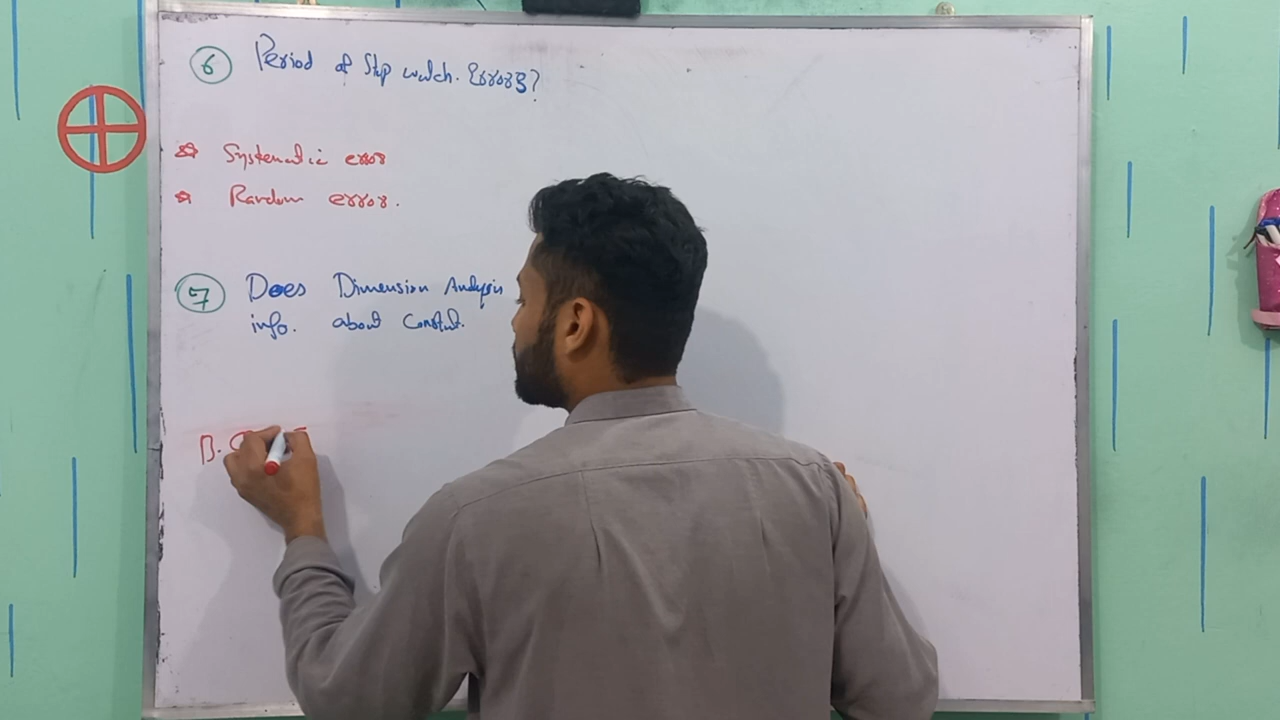 6 Period of Stop watch. Errors?
Systematic error
Random error.
7 Does Dimension Analysis
info. about Constant.